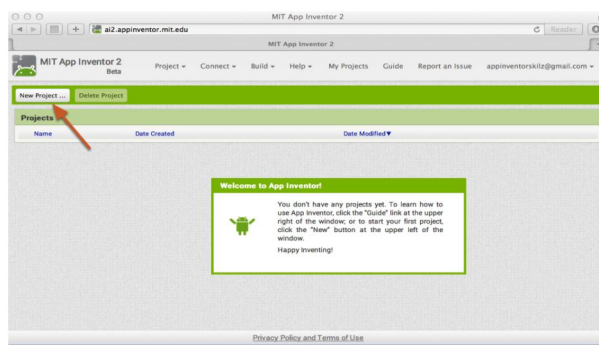 MIT App Inventor 2
ai2.appinventor.mit.edu
Reader
MIT App Inventor 2
MIT App Inventor 2
Beta
Project
Connect
Build
Help
My Projects
Guide
Report an Issue
appinventorskilz@gmail.com
New Project ...
Delete Project
Projects
Name
Date Created
Date Modified▼
Welcome to App Inventor!
You don't have any projects yet. To learn how to
use App Inventor, click the "Guide" link at the upper
right of the window; or to start your first project,
click the "New" button at the upper left of the
window.
Happy Inventing!
Privacy Policy and Terms of Use